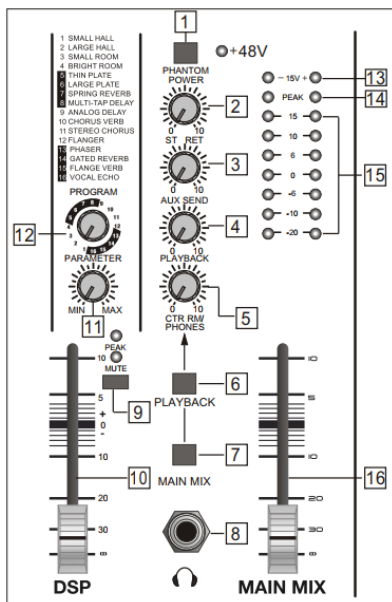 1 SMALL HALL
2 LARGE HALL
3 SMALL ROOM
4 BRIGHT ROOM
5 THIN PLATE
6 LARGE PLATE
7 SPRING REVERB
8 MULTI-TAP DELAY
9 ANALOG DELAY
10 CHORUS VERB
11 STEREO CHORUS
12 FLANGER
13 PHASER
14 GATED REVERB
15 FLANGE VERB
16 VOCAL ECHO
PROGRAM
12
PARAMETER
MIN MAX
11
PEAK
MUTE
9
10
5
+
0
-
10
20
30
∞
10
DSP
1
+48V
PHANTOM
POWER
2
0 10
ST RET
3
0 10
AUX SEND
4
0 10
PLAYBACK
5
0 10
CTR RM/
PHONES
6
PLAYBACK
7
MAIN MIX
8
- 15V +
13
PEAK
14
15
10
6
0
-6
-10
-20
15
10
5
0
10
20
30
∞
16
MAIN MIX